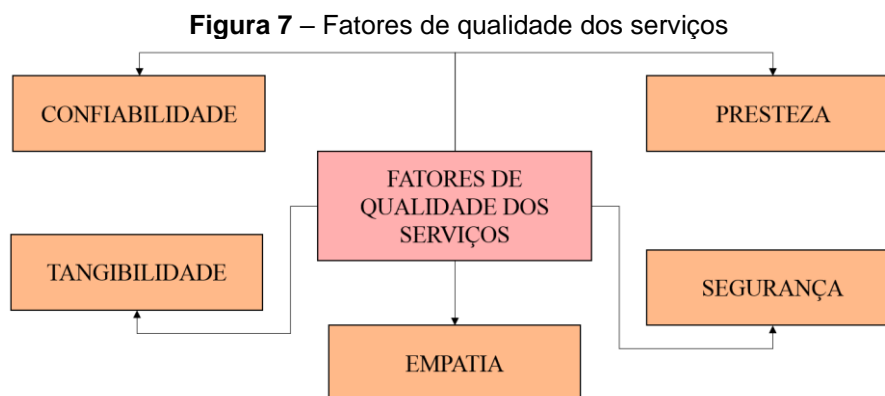 Figura 7 – Fatores de qualidade dos serviços
CONFIABILIDADE
PRESTEZA
FATORES DE
QUALIDADE DOS
SERVIÇOS
TANGIBILIDADE
SEGURANÇA
EMPATIA